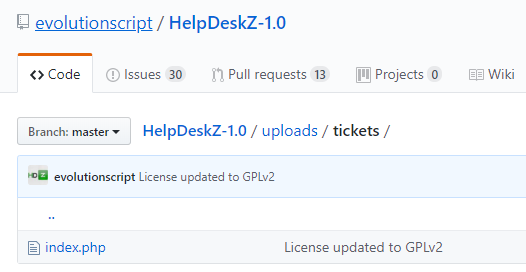 evolutionscript / HelpDeskZ-1.0
Code Issues 30 Pull requests 13 Projects 0 Wiki
Branch: master HelpDeskZ-1.0 / uploads / tickets /
HDZ evolutionscript License updated to GPLv2
..
index.php License updated to GPLv2